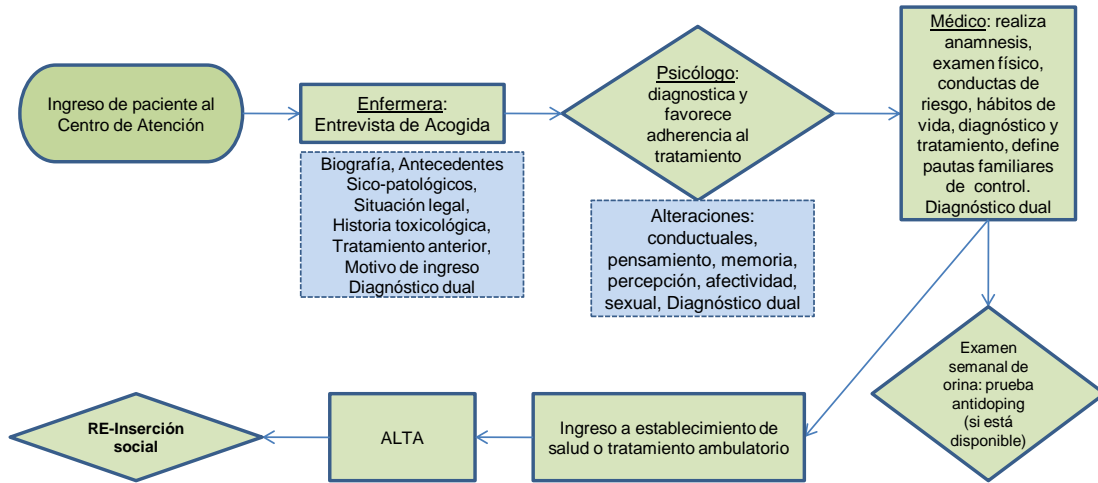 Ingreso de paciente al
Centro de Atención
Enfermera:
Entrevista de Acogida
Biografía, Antecedentes
Sico-patológicos,
Situación legal,
Historia toxicológica,
Tratamiento anterior,
Motivo de ingreso
Diagnóstico dual
Psicólogo:
diagnostica y
favorece
adherencia al
tratamiento
Alteraciones:
conductuales,
pensamiento, memoria,
percepción, afectividad,
sexual, Diagnóstico dual
Médico: realiza
anamnesis,
examen físico,
conductas de
riesgo, hábitos de
vida, diagnóstico y
tratamiento, define
pautas familiares
de control.
Diagnóstico dual
Examen
semanal de
orina: prueba
antidoping
(si está
disponible)
Ingreso a establecimiento de
salud o tratamiento ambulatorio
ALTA
RE-Inserción
social